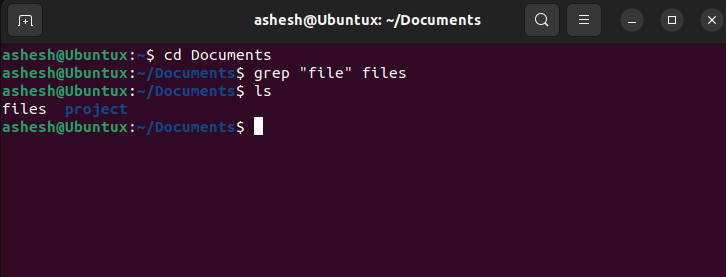 ashesh@Ubuntux: ~/Documents
ashesh@Ubuntux:~$ cd Documents
ashesh@Ubuntux:~/Documents$ grep "file" files
ashesh@Ubuntux:~/Documents$ ls
files  project
ashesh@Ubuntux:~/Documents$